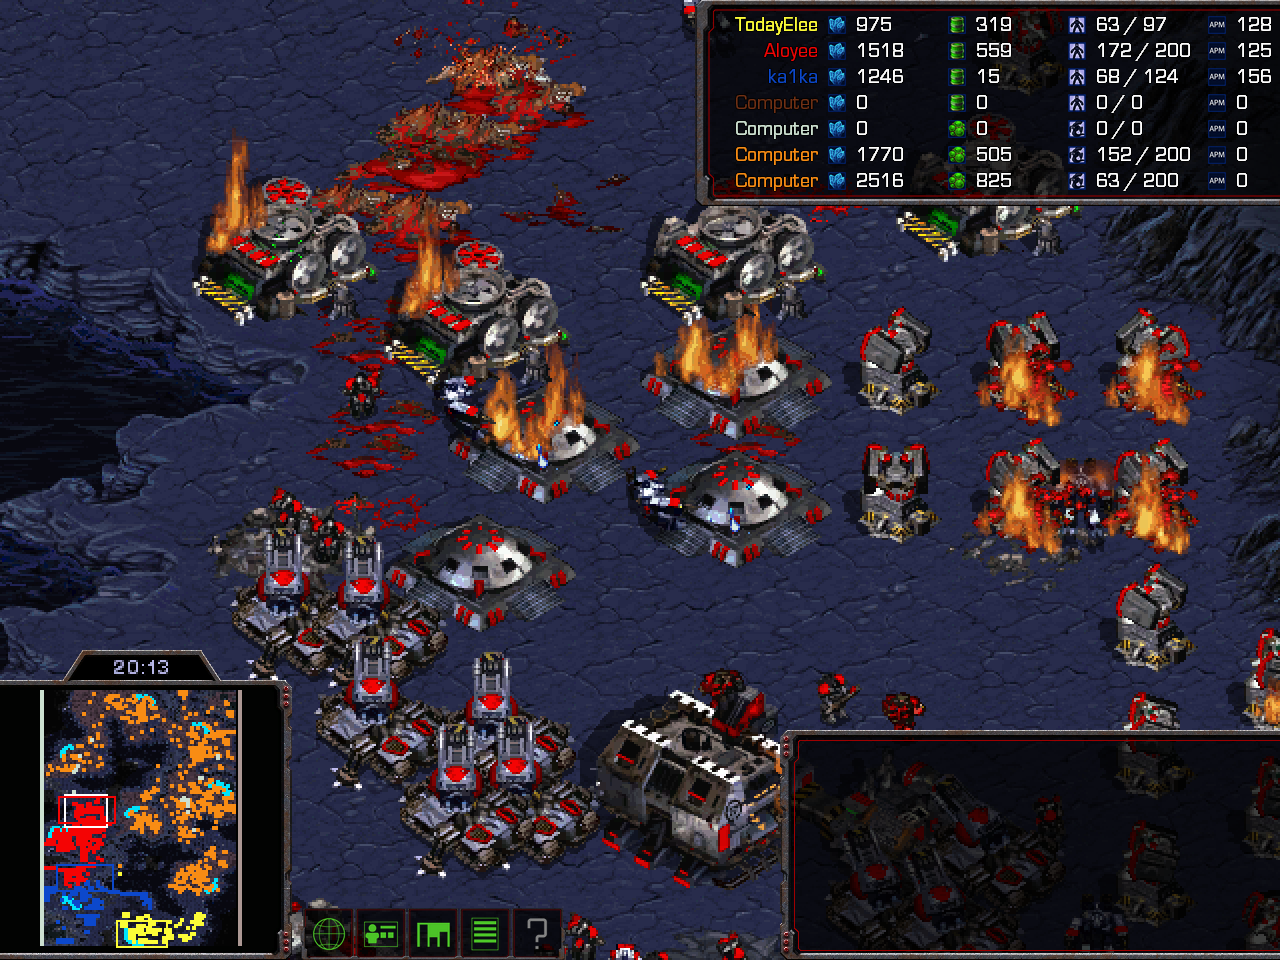 TodayElee 975 319 63 / 97 APM 128
Aloyee 1518 559 172 / 200 APM 125
ka1ka 1246 15 68 / 124 APM 156
Computer 0 0 0 / 0 APM 0
Computer 0 0 0 / 0 APM 0
Computer 1770 505 152 / 200 APM 0
Computer 2516 825 63 / 200 APM 0
20:13
?